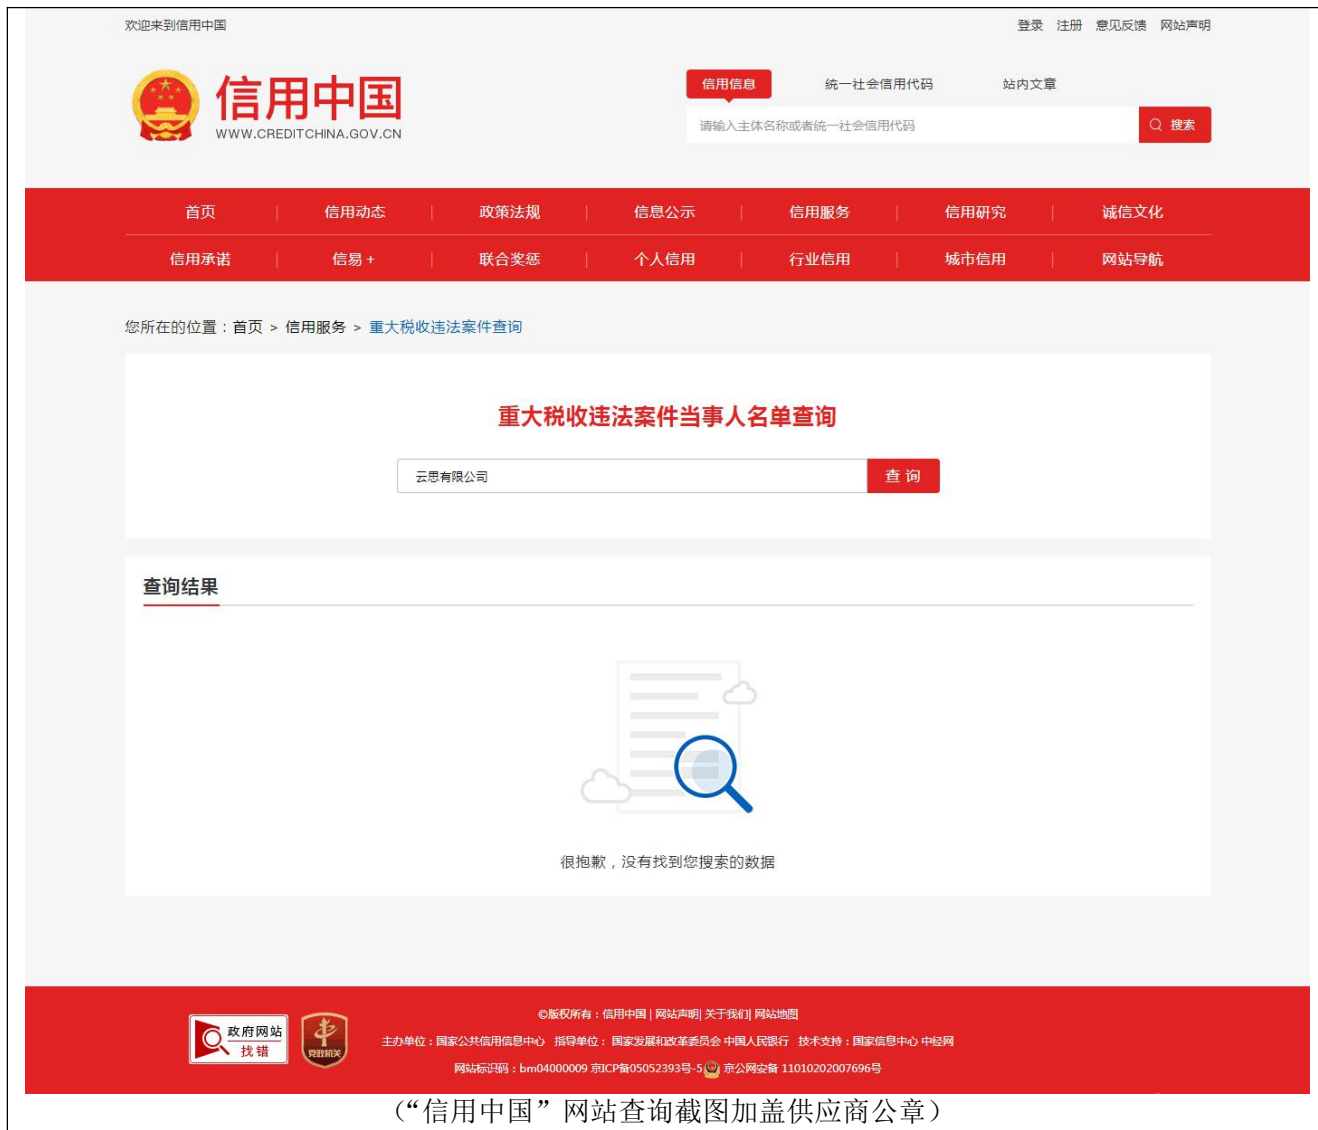 欢迎来到信用中国
登录 注册 意见反馈 网站声明
信用中国
WWW.CREDITCHINA.GOV.CN
信用信息 统一社会信用代码 站内文章
请输入主体名称或者统一社会信用代码
搜索
首页 | 信用动态 | 政策法规 | 信息公示 | 信用服务 | 信用研究 | 诚信文化
信用承诺 | 信易+ | 联合奖惩 | 个人信用 | 行业信用 | 城市信用 | 网站导航
您所在的位置：首页 > 信用服务 > 重大税收违法案件查询
重大税收违法案件当事人名单查询
云思有限公司
查 询
查询结果
很抱歉，没有找到您搜索的数据
政府网站
找错
党政机关
©版权所有：信用中国 | 网站声明| 关于我们| 网站地图
主办单位：国家公共信用信息中心 指导单位： 国家发展和改革委员会 中国人民银行 技术支持：国家信息中心 中经网
网站标识码：bm04000009 京ICP备05052393号-5 京公网安备 11010202007696号
（“信用中国”网站查询截图加盖供应商公章）